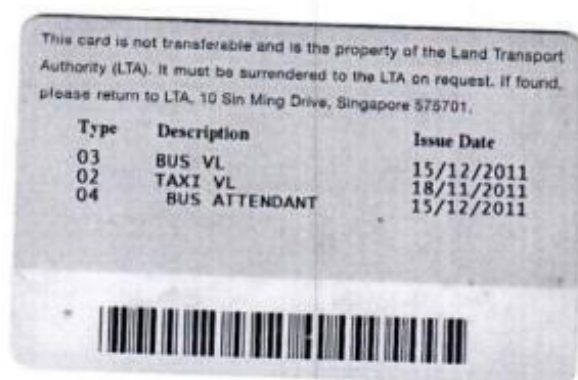 This card is not transferable and is the property of the Land Transport
Authority (LTA). It must be surrendered to the LTA on request. If found,
please return to LTA, 10 Sin Ming Drive, Singapore 575701.
Type Description Issue Date
03 BUS VL 15/12/2011
02 TAXI VL 18/11/2011
04 BUS ATTENDANT 15/12/2011